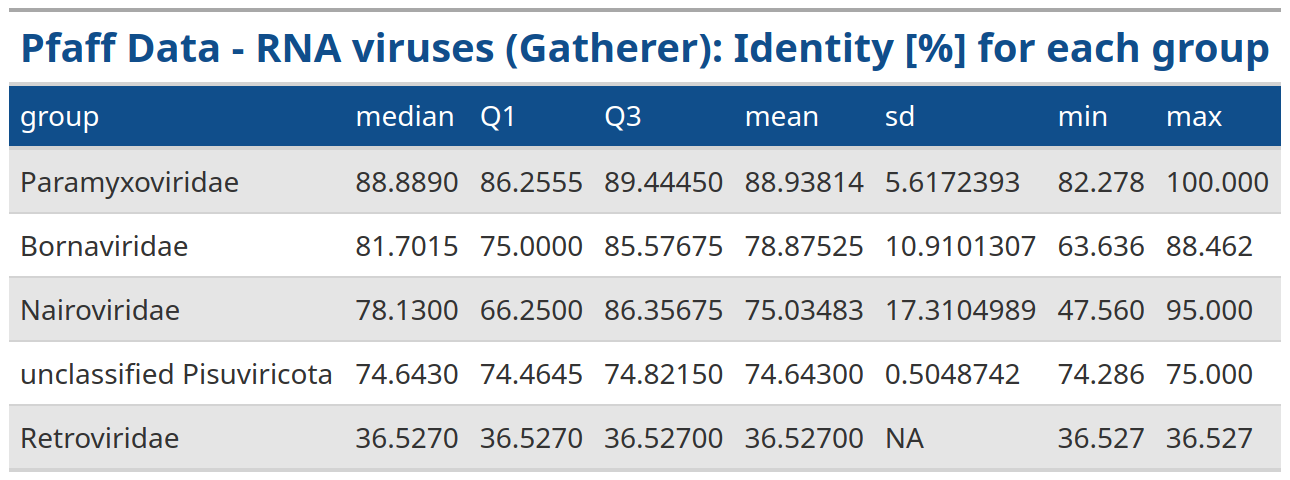 Pfaff Data - RNA viruses (Gatherer): Identity [%] for each group
group median Q1 Q3 mean sd min max
Paramyxoviridae 88.8890 86.2555 89.44450 88.93814 5.6172393 82.278 100.000
Bornaviridae 81.7015 75.0000 85.57675 78.87525 10.9101307 63.636 88.462
Nairoviridae 78.1300 66.2500 86.35675 75.03483 17.3104989 47.560 95.000
unclassified Pisuviricota 74.6430 74.4645 74.82150 74.64300 0.5048742 74.286 75.000
Retroviridae 36.5270 36.5270 36.52700 36.52700 NA 36.527 36.527